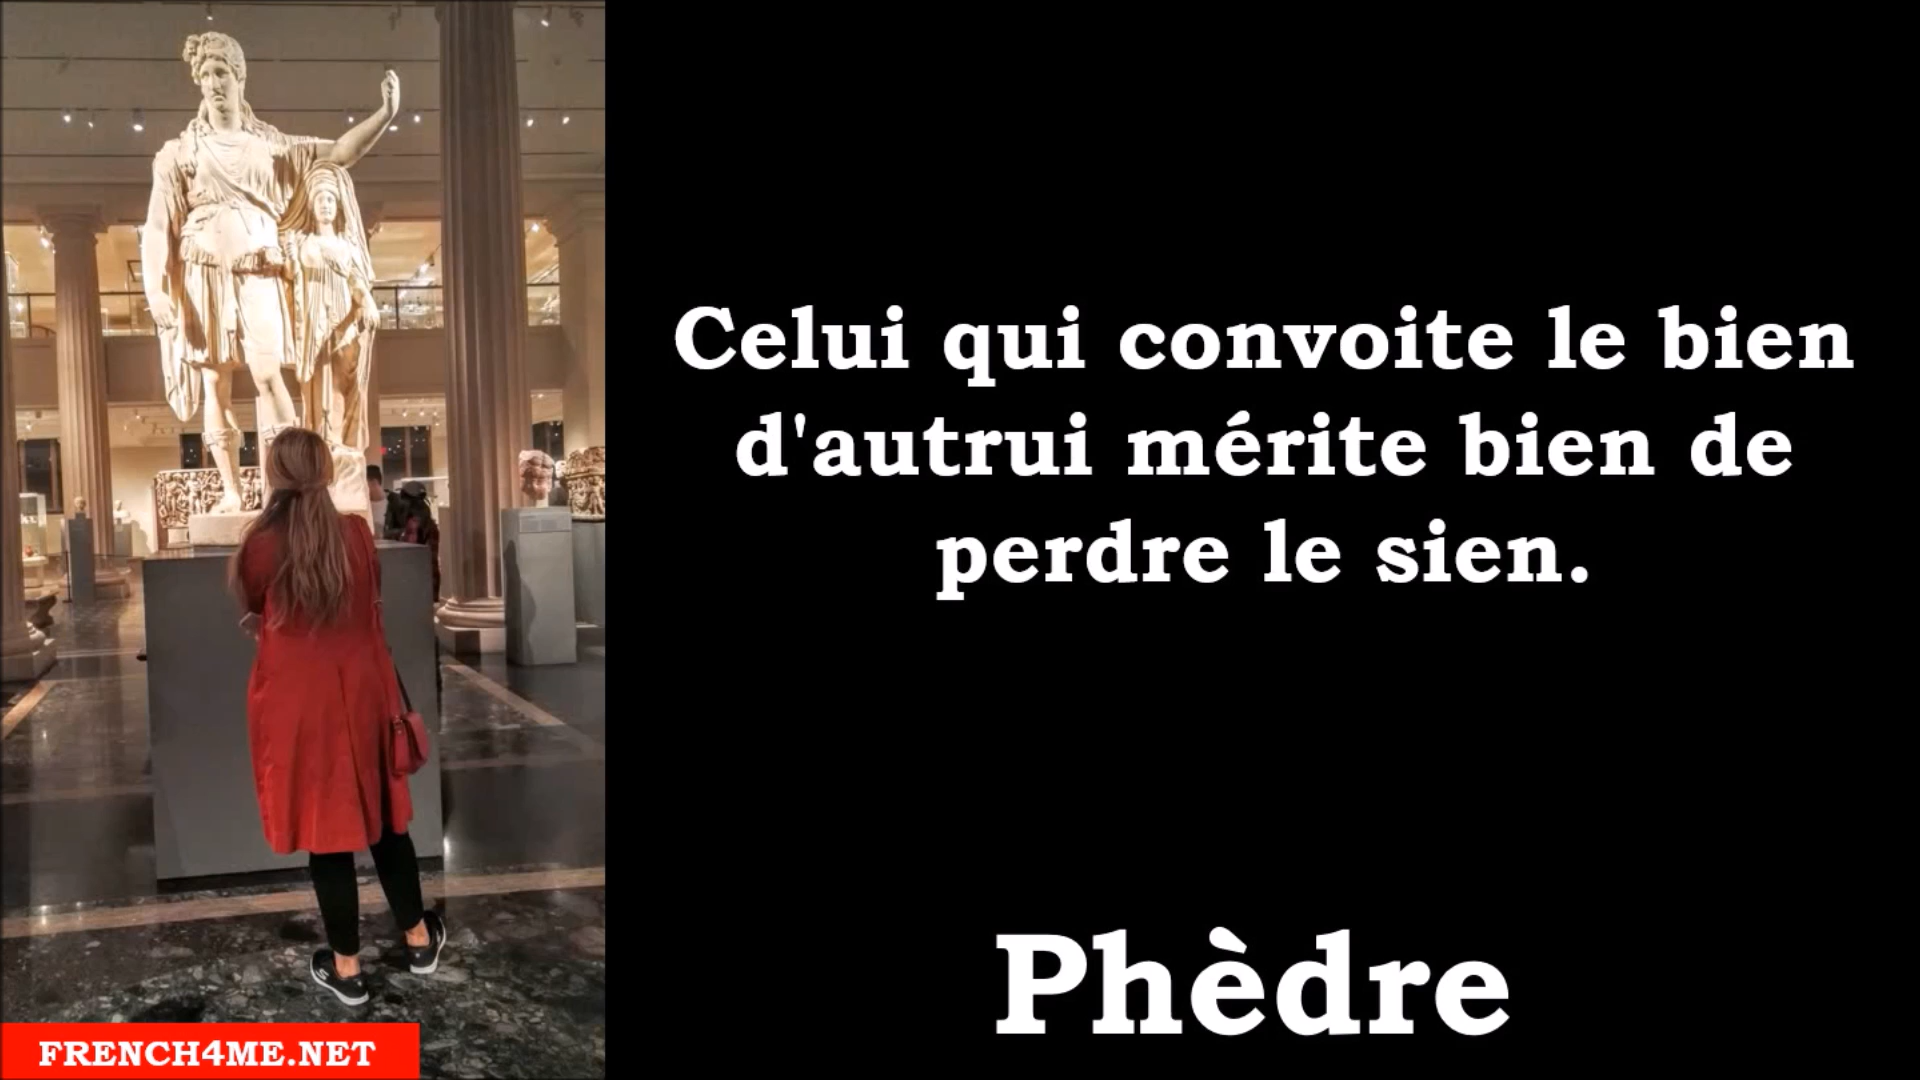 Celui qui convoite le bien
d'autrui mérite bien de
perdre le sien.
Phèdre
FRENCH4ME.NET